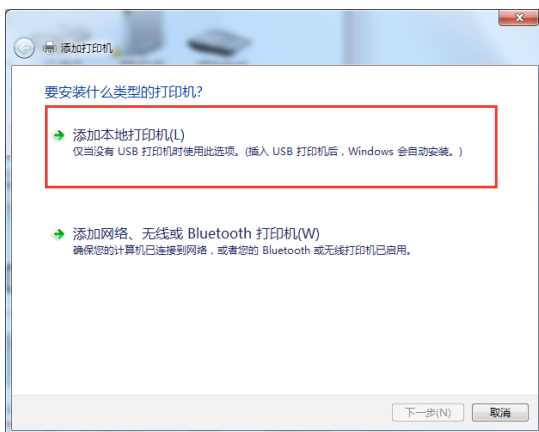 添加打印机
要安装什么类型的打印机?
添加本地打印机(L)
仅当没有 USB 打印机时使用此选项。(插入 USB 打印机后，Windows 会自动安装。)
添加网络、无线或 Bluetooth 打印机(W)
确保您的计算机已连接到网络，或者您的 Bluetooth 或无线打印机已启用。
下一步(N)
取消